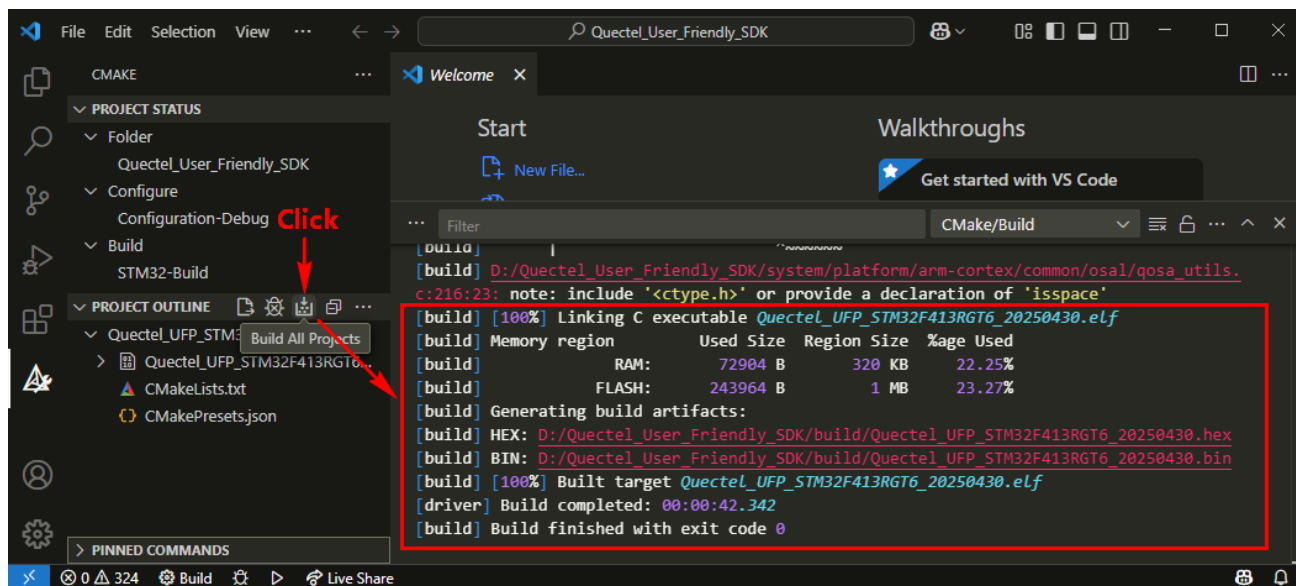 File Edit Selection View ··· Quectel_User_Friendly_SDK
CMAKE ···
PROJECT STATUS
Folder
Quectel_User_Friendly_SDK
Configure
Configuration-Debug
Click
Build
STM32-Build
PROJECT OUTLINE ···
Build All Projects
Quectel_UFP_STM3
Quectel_UFP_STM32F413RGT6...
CMakeLists.txt
CMakePresets.json
PINNED COMMANDS
Welcome
Start
New File...
Walkthroughs
Get started with VS Code
··· Filter CMake/Build ···
[build] | ^~~~~~~
[build] D:/Quectel_User_Friendly_SDK/system/platform/arm-cortex/common/osal/qosa_utils.
c:216:23: note: include '<ctype.h>' or provide a declaration of 'isspace'
[build] [100%] Linking C executable Quectel_UFP_STM32F413RGT6_20250430.elf
[build] Memory region Used Size Region Size %age Used
[build] RAM: 72904 B 320 KB 22.25%
[build] FLASH: 243964 B 1 MB 23.27%
[build] Generating build artifacts:
[build] HEX: D:/Quectel_User_Friendly_SDK/build/Quectel_UFP_STM32F413RGT6_20250430.hex
[build] BIN: D:/Quectel_User_Friendly_SDK/build/Quectel_UFP_STM32F413RGT6_20250430.bin
[build] [100%] Built target Quectel_UFP_STM32F413RGT6_20250430.elf
[driver] Build completed: 00:00:42.342
[build] Build finished with exit code 0
0 324 Build Live Share